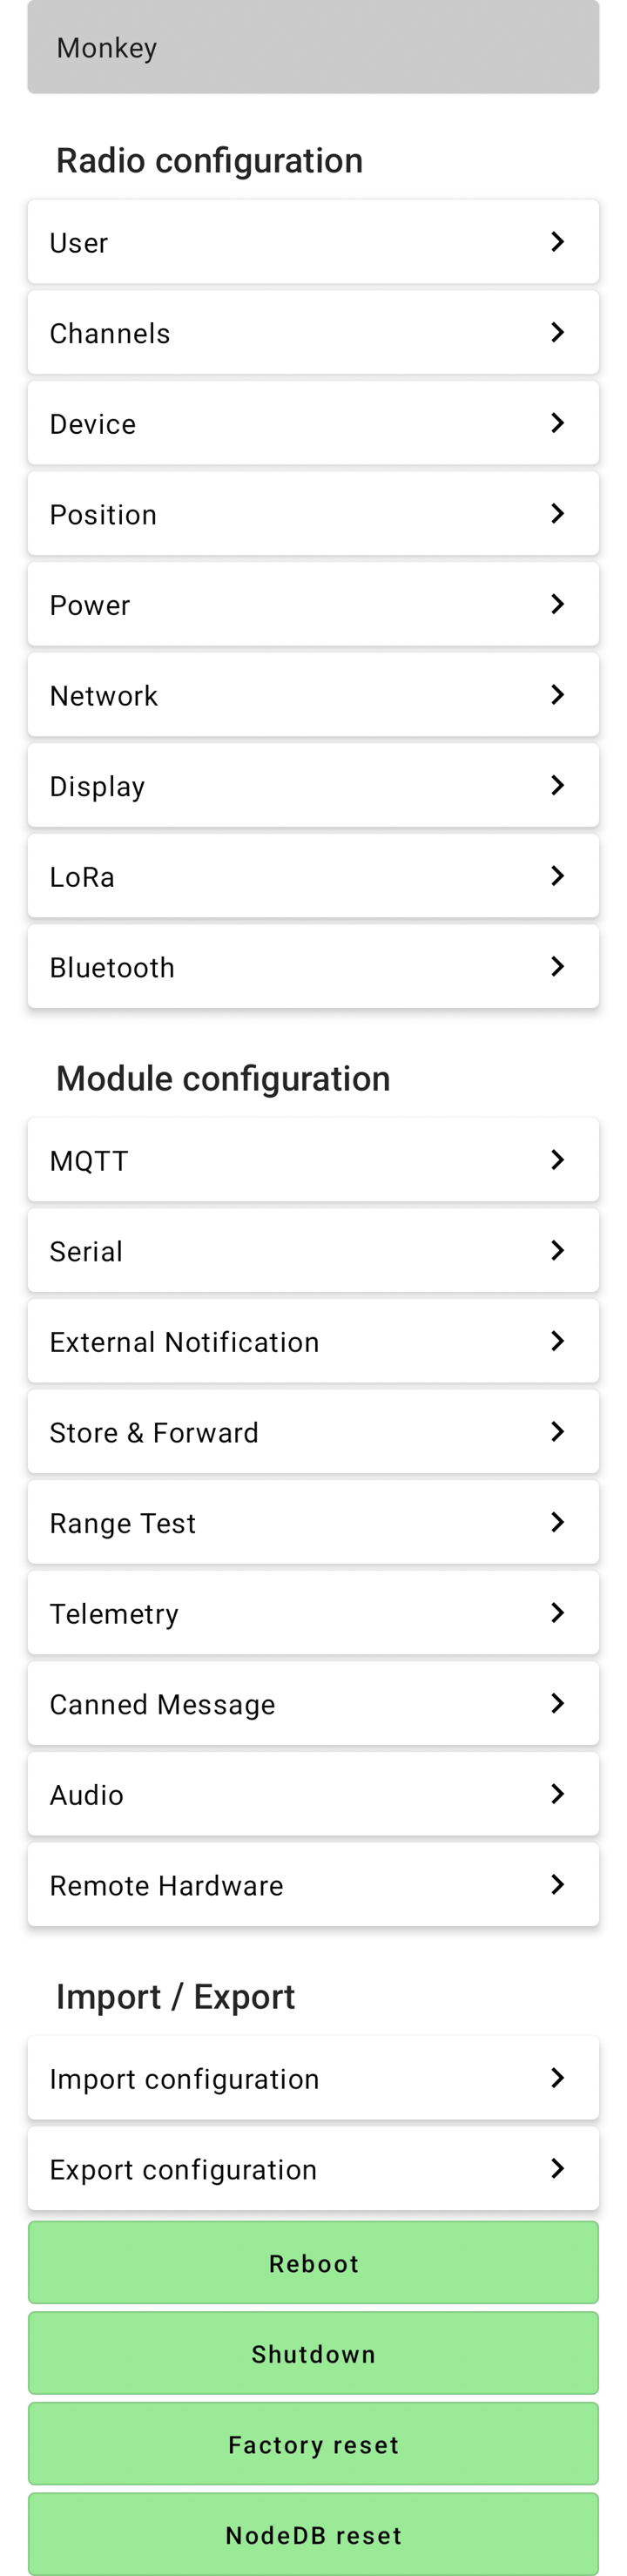 Monkey
Radio configuration
User
Channels
Device
Position
Power
Network
Display
LoRa
Bluetooth
Module configuration
MQTT
Serial
External Notification
Store & Forward
Range Test
Telemetry
Canned Message
Audio
Remote Hardware
Import / Export
Import configuration
Export configuration
Reboot
Shutdown
Factory reset
NodeDB reset